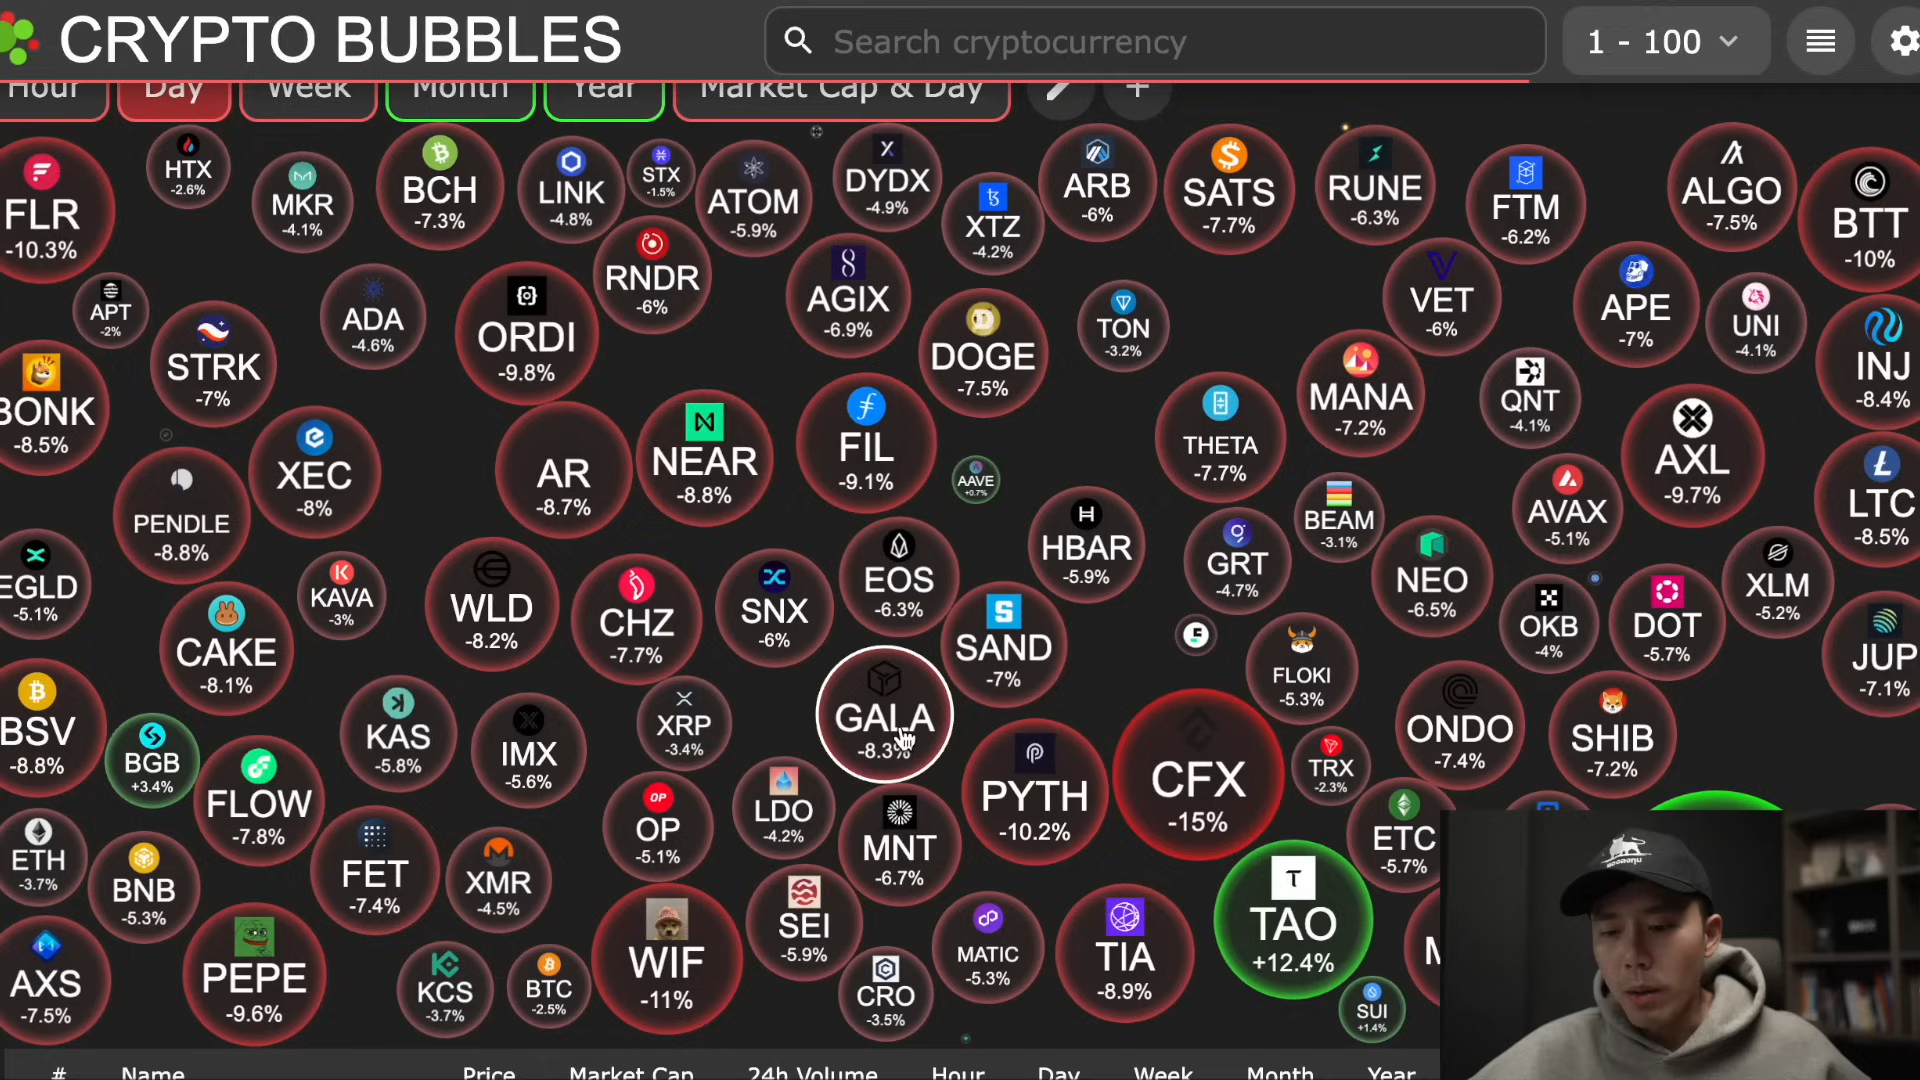 CRYPTO BUBBLES
Search cryptocurrency
1 - 100
Hour
Day
Week
Month
Year
Market Cap & Day
FLR
-10.3%
HTX
-2.6%
MKR
-4.1%
BCH
-7.3%
LINK
-4.8%
STX
-1.5%
ATOM
-5.9%
DYDX
-4.9%
XTZ
-4.2%
ARB
-6%
SATS
-7.7%
RUNE
-6.3%
FTM
-6.2%
ALGO
-7.5%
BTT
-10%
APT
-2%
STRK
-7%
ADA
-4.6%
ORDI
-9.8%
RNDR
-6%
AGIX
-6.9%
DOGE
-7.5%
TON
-3.2%
VET
-6%
APE
-7%
UNI
-4.1%
INJ
-8.4%
BONK
-8.5%
XEC
-8%
AR
-8.7%
NEAR
-8.8%
FIL
-9.1%
AAVE
+0.7%
THETA
-7.7%
MANA
-7.2%
QNT
-4.1%
AXL
-9.7%
LTC
-8.5%
PENDLE
-8.8%
HBAR
-5.9%
GRT
-4.7%
BEAM
-3.1%
AVAX
-5.1%
EGLD
-5.1%
CAKE
-8.1%
KAVA
-3%
WLD
-8.2%
CHZ
-7.7%
SNX
-6%
EOS
-6.3%
SAND
-7%
NEO
-6.5%
OKB
-4%
DOT
-5.7%
XLM
-5.2%
JUP
-7.1%
BSV
-8.8%
BGB
+3.4%
FLOW
-7.8%
KAS
-5.8%
IMX
-5.6%
XRP
-3.4%
GALA
-8.3%
PYTH
-10.2%
CFX
-15%
FLOKI
-5.3%
TRX
-2.3%
ONDO
-7.4%
SHIB
-7.2%
ETH
-3.7%
BNB
-5.3%
FET
-7.4%
XMR
-4.5%
OP
OP
-5.1%
LDO
-4.2%
MNT
-6.7%
ETC
-5.7%
AXS
-7.5%
PEPE
-9.6%
KCS
-3.7%
BTC
-2.5%
WIF
-11%
SEI
-5.9%
CRO
-3.5%
MATIC
-5.3%
TIA
-8.9%
TAO
+12.4%
SUI
+1.4%
# Name Price Market Cap 24h Volume Hour Day Week Month Year